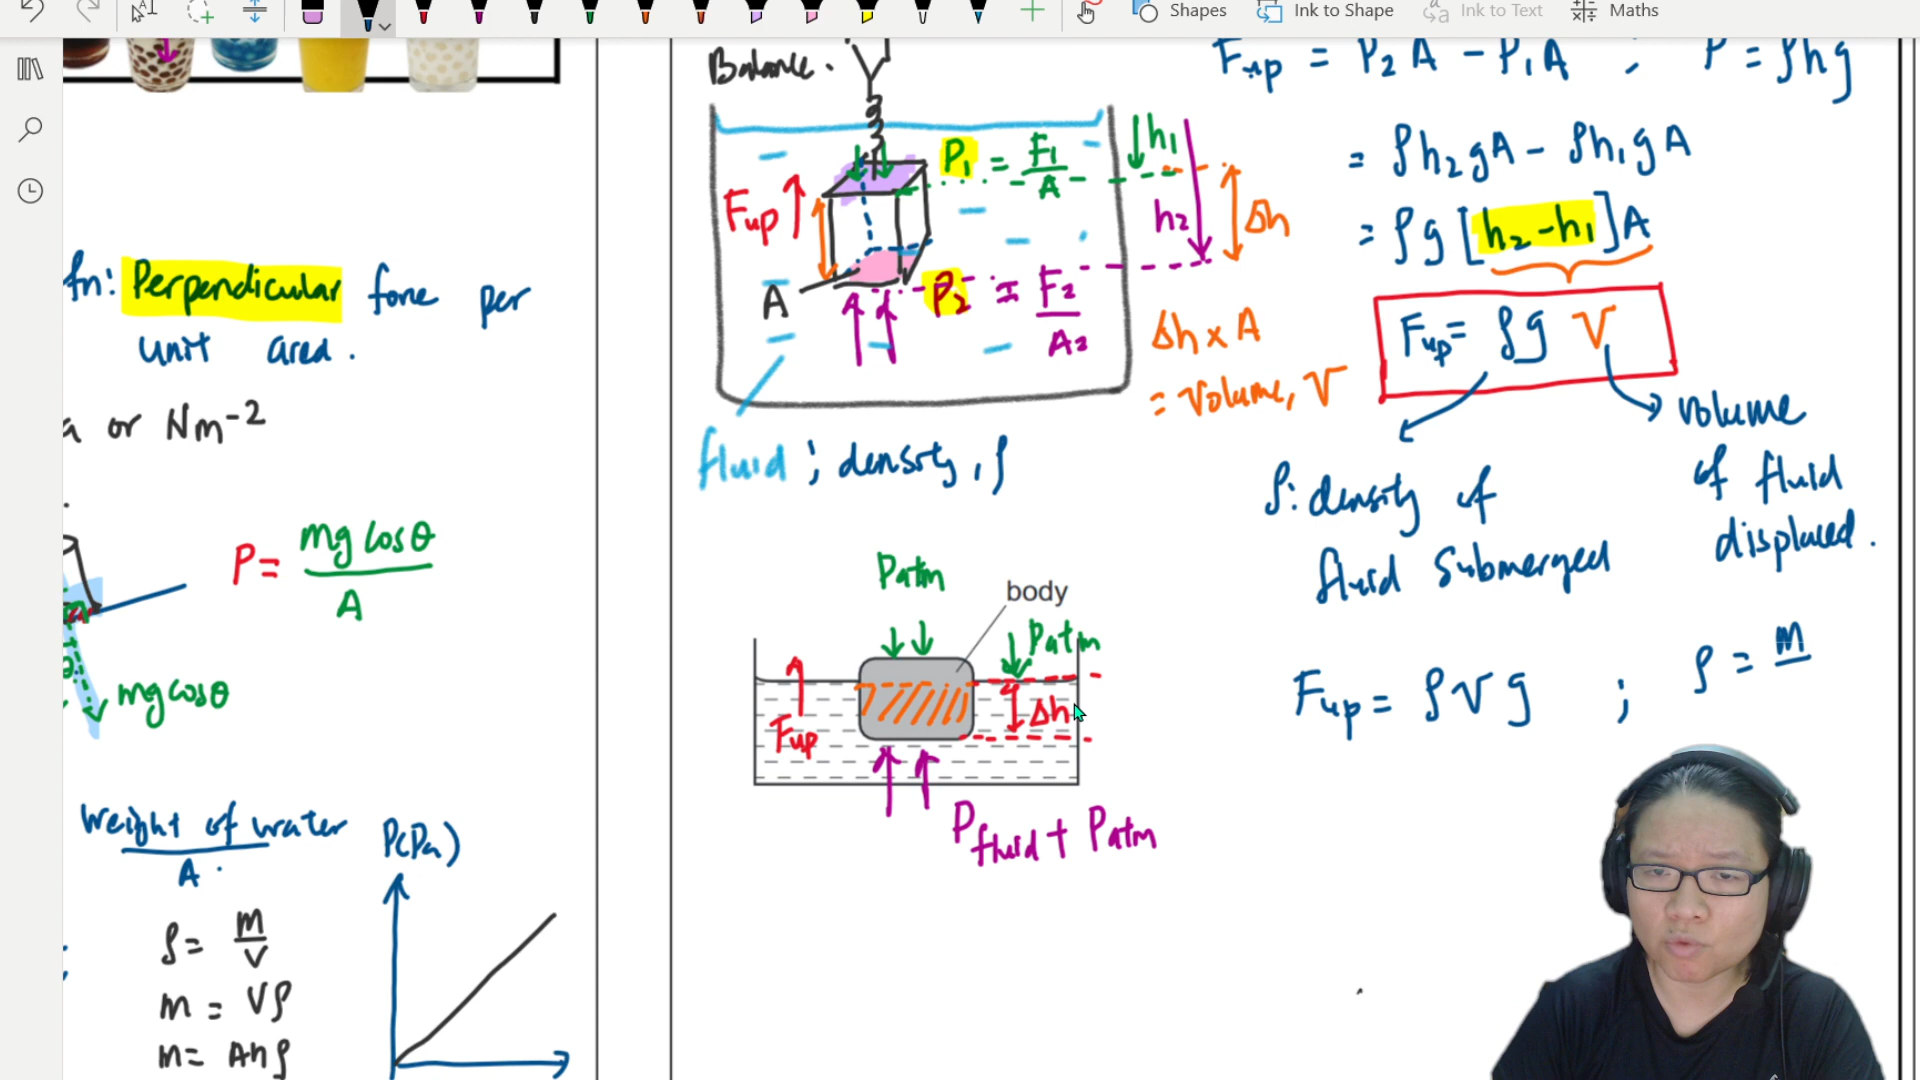 Shapes
Ink to Shape
Ink to Text
Maths
Balance.
Fup = P2 A - P1 A , P = ρhg
= ρh2gA - ρh1gA
= ρg [h2-h1]A
Fup= ρg V
P1 = F1/A
h1
h2
Δh
Fup
A
P2 = F2/A2
Δh x A
= Volume, V
fluid ; density, ρ
ρ: density of
fluid submerged
volume
of fluid
displaced.
fn: Perpendicular force per
unit area.
a or Nm-2
P= mg cosθ/A
mg cosθ
Patm
body
Patm
Fup
Δh
Pfluid + Patm
Fup = ρVg ; ρ = m
Weight of water/A.
P(Pa)
ρ= m/V
m = Vρ
m= Ahρ